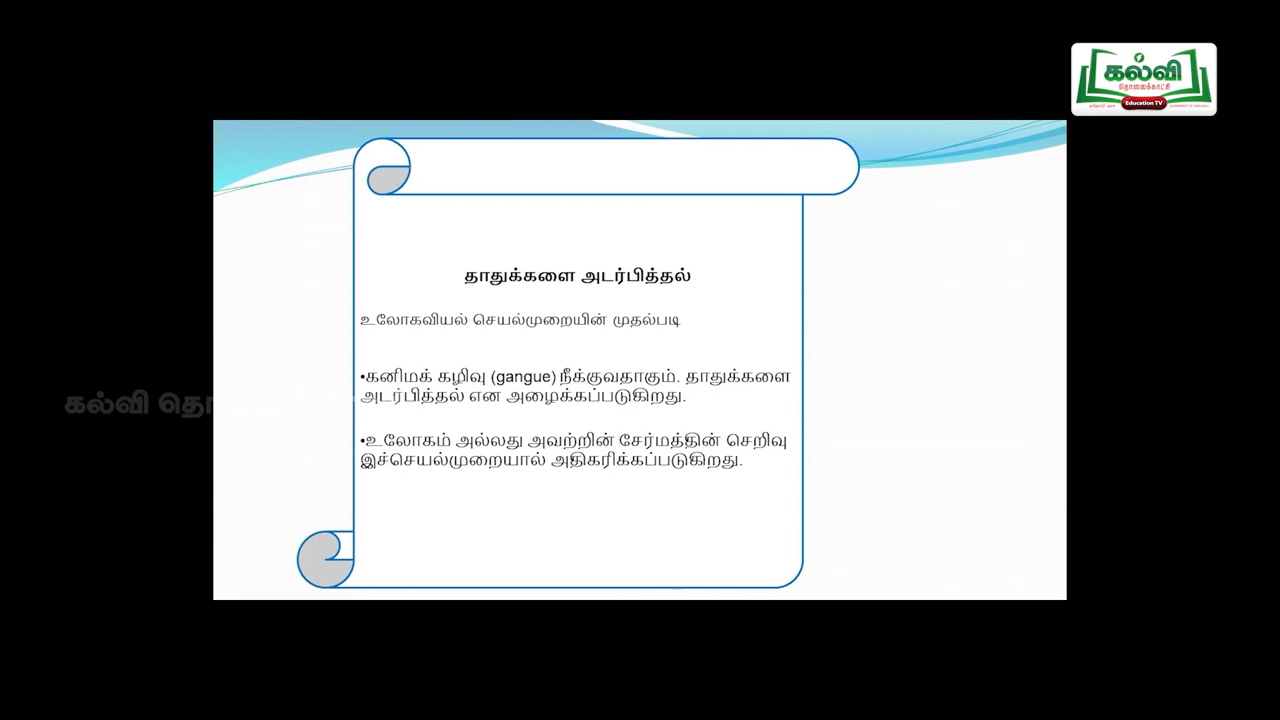 கல்வி
தொலைக்காட்சி
Education TV
தாதுக்களை அடர்பித்தல்
உலோகவியல் செயல்முறையின் முதல்படி
•கனிமக் கழிவு (gangue) நீக்குவதாகும். தாதுக்களை
அடர்பித்தல் என அழைக்கப்படுகிறது.
கல்வி தொ
•உலோகம் அல்லது அவற்றின் சேர்மத்தின் செறிவு
இச்செயல்முறையால் அதிகரிக்கப்படுகிறது.